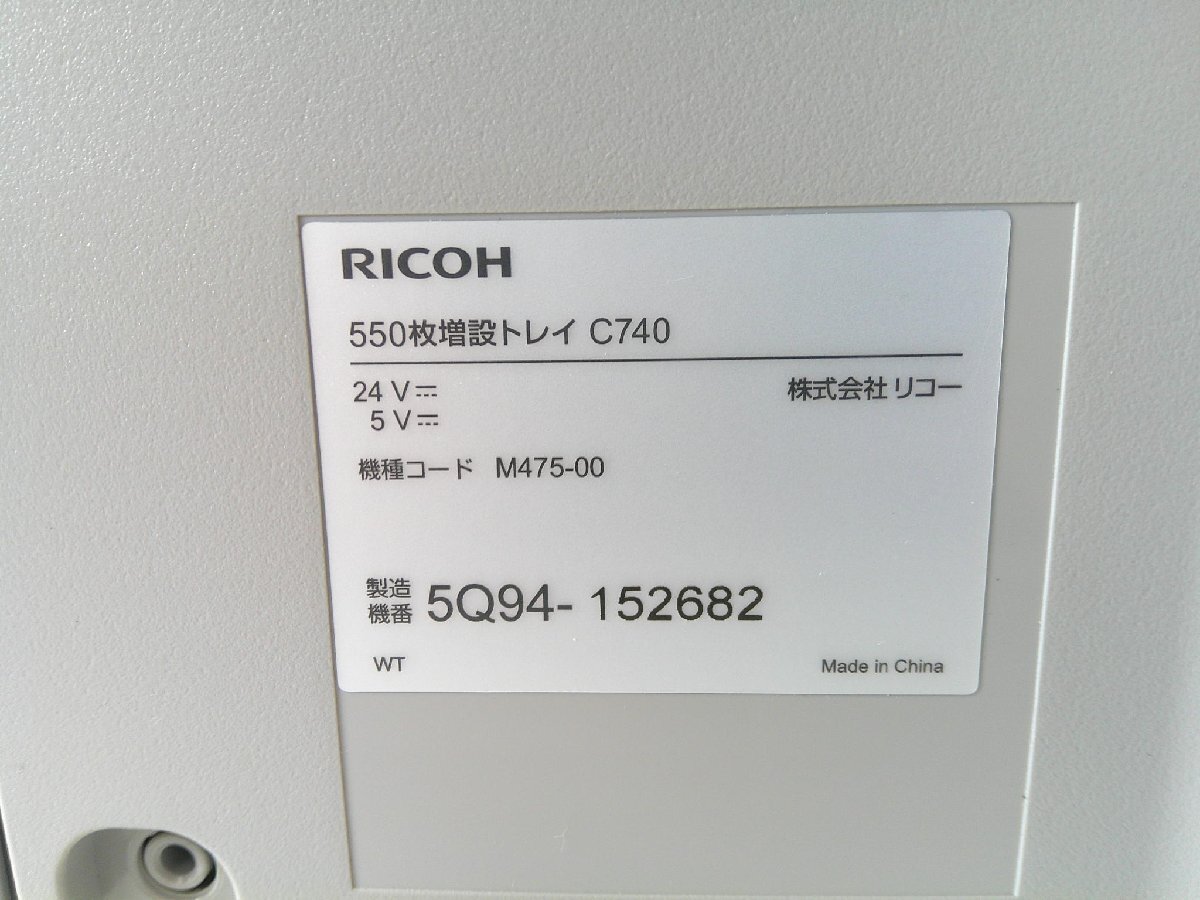 RICOH
550枚増設トレイ C740
24 V⎓ 株式会社 リコー
5 V⎓
機種コード M475-00
製造機番 5Q94- 152682
WT Made in China